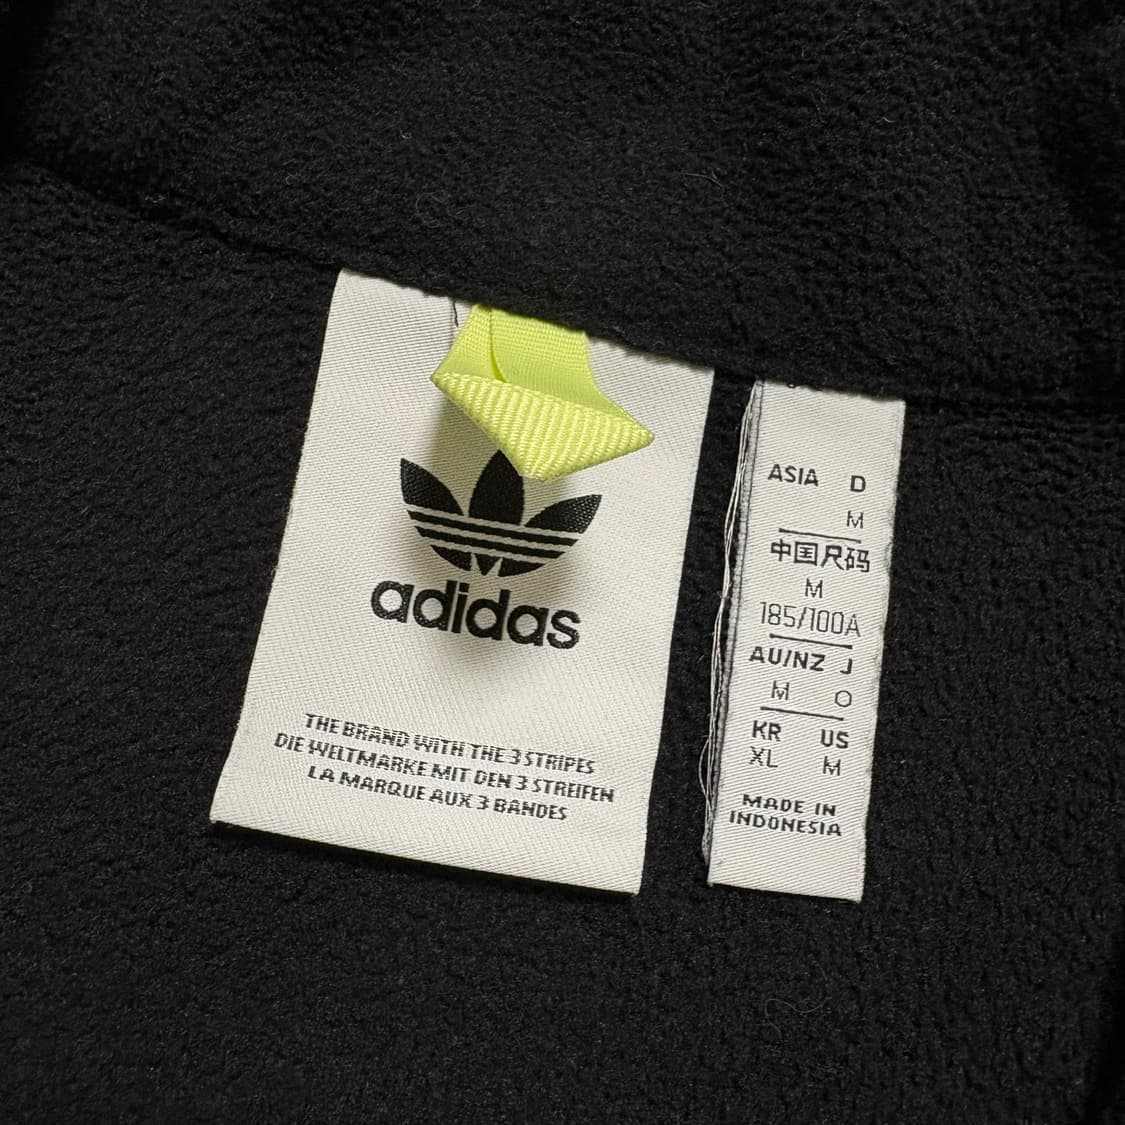 adidas
THE BRAND WITH THE 3 STRIPES
DIE WELTMARKE MIT DEN 3 STREIFEN
LA MARQUE AUX 3 BANDES
ASIA D
M
中国尺码
M
185/100A
AU/NZ J
M O
KR US
XL M
MADE IN
INDONESIA